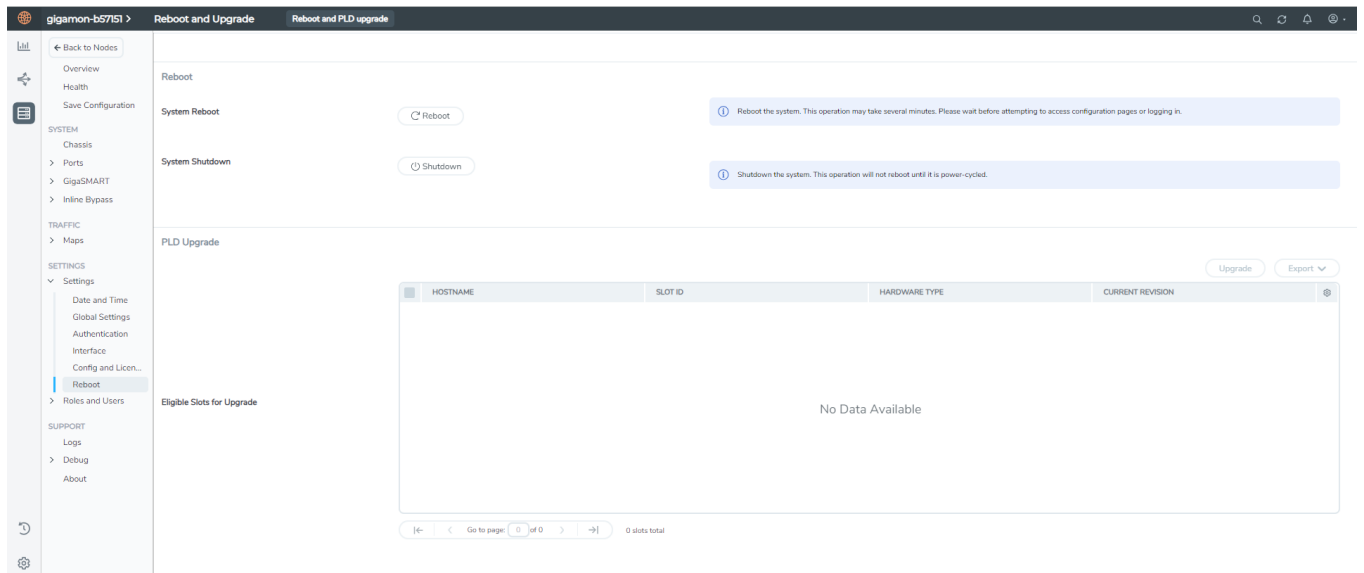 gigamon-b57151 > Reboot and Upgrade Reboot and PLD upgrade
← Back to Nodes
Overview
Health
Save Configuration
SYSTEM
Chassis
> Ports
> GigaSMART
> Inline Bypass
TRAFFIC
> Maps
SETTINGS
Settings
Date and Time
Global Settings
Authentication
Interface
Config and Licen...
Reboot
> Roles and Users
SUPPORT
Logs
> Debug
About
Reboot
System Reboot
Reboot
Reboot the system. This operation may take several minutes. Please wait before attempting to access configuration pages or logging in.
System Shutdown
Shutdown
Shutdown the system. This operation will not reboot until it is power-cycled.
PLD Upgrade
Upgrade Export
HOSTNAME SLOT ID HARDWARE TYPE CURRENT REVISION
Eligible Slots for Upgrade
No Data Available
Go to page: 0 of 0 0 slots total